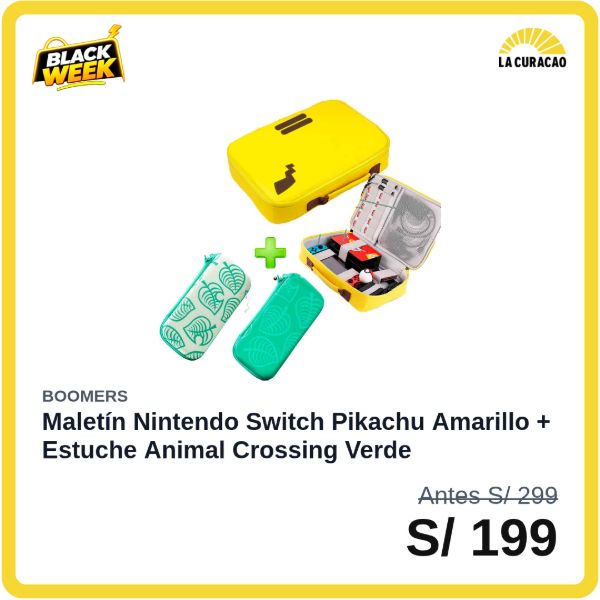 BLACK
WEEK
LA CURACAO
BOOMERS
Maletín Nintendo Switch Pikachu Amarillo +
Estuche Animal Crossing Verde
Antes S/ 299
S/ 199